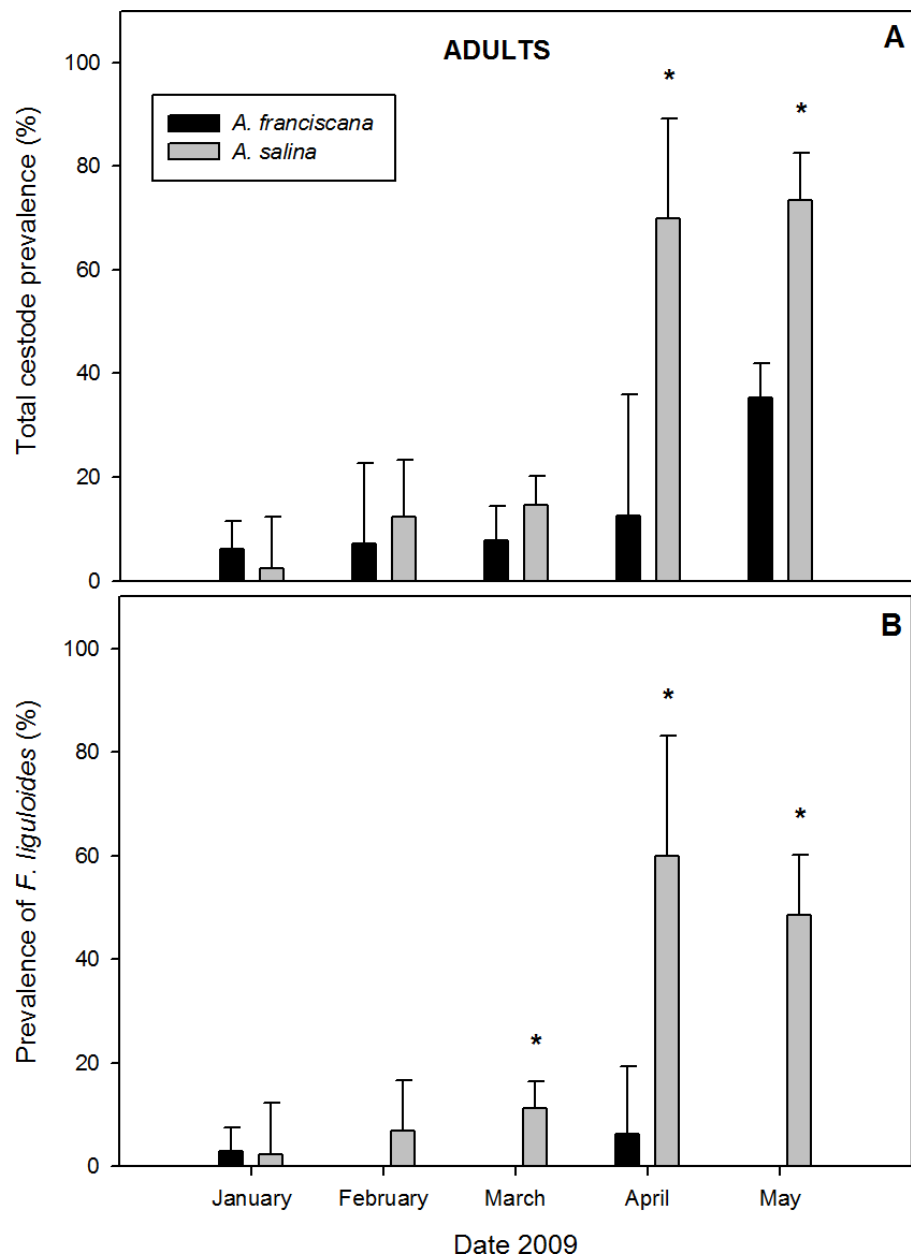 A
ADULTS
A. franciscana
A. salina
Total cestode prevalence (%)
100
80
60
40
20
0
*
*
B
Prevalence of F. liguloides (%)
100
80
60
40
20
0
*
*
*
January February March April May
Date 2009